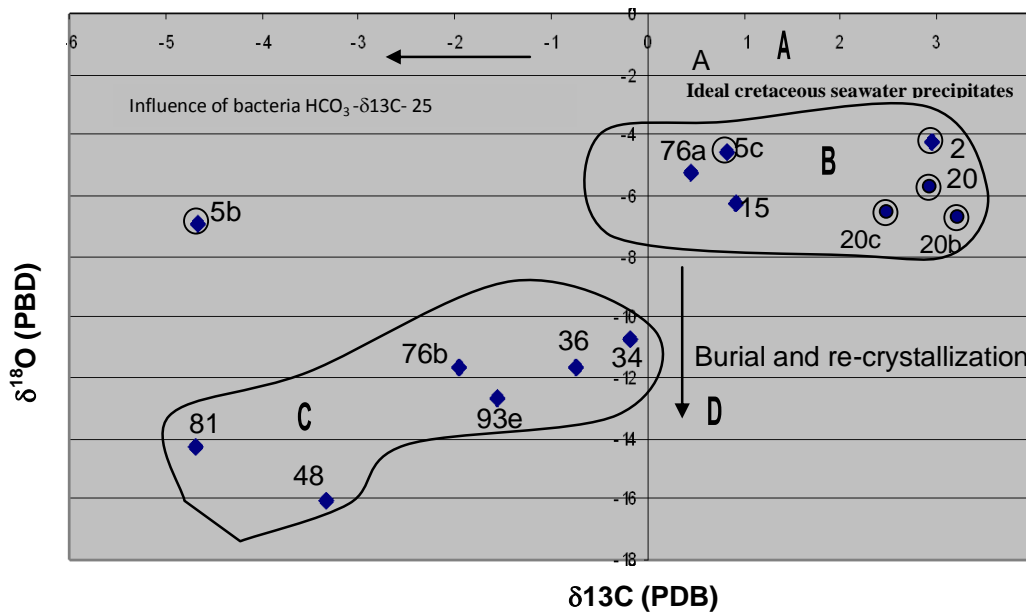 0
-6 -5 -4 -3 -2 -1 0 1 2 3
A
A
-2
Ideal cretaceous seawater precipitates
Influence of bacteria HCO3 -δ13C- 25
-4
76a 5c B 2
20
5b -6 15
20c 20b
-8
δ18O (PBD)
-10
76b 36 34
Burial and re-crystallization
-12
93e D
C
81
-14
48
-16
-18
δ13C (PDB)